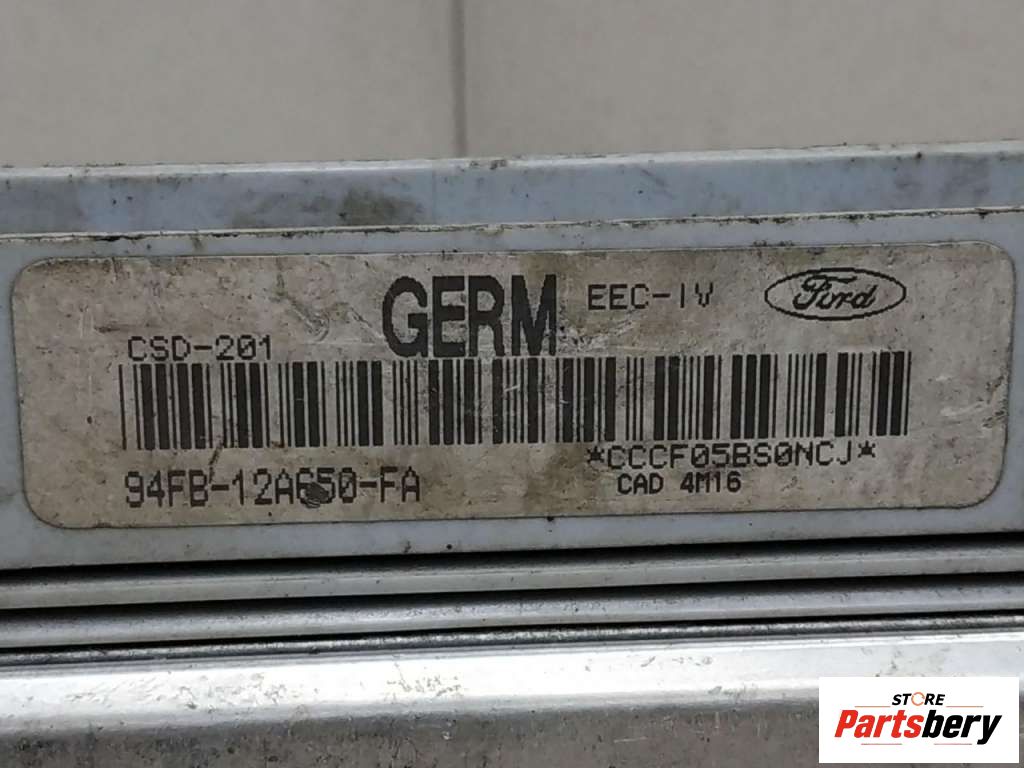 GERM EEC-IV Ford
CSD-201
*CCCF05BS0NCJ*
94FB-12A650-FA
CAD 4M16
STORE
Partsbery